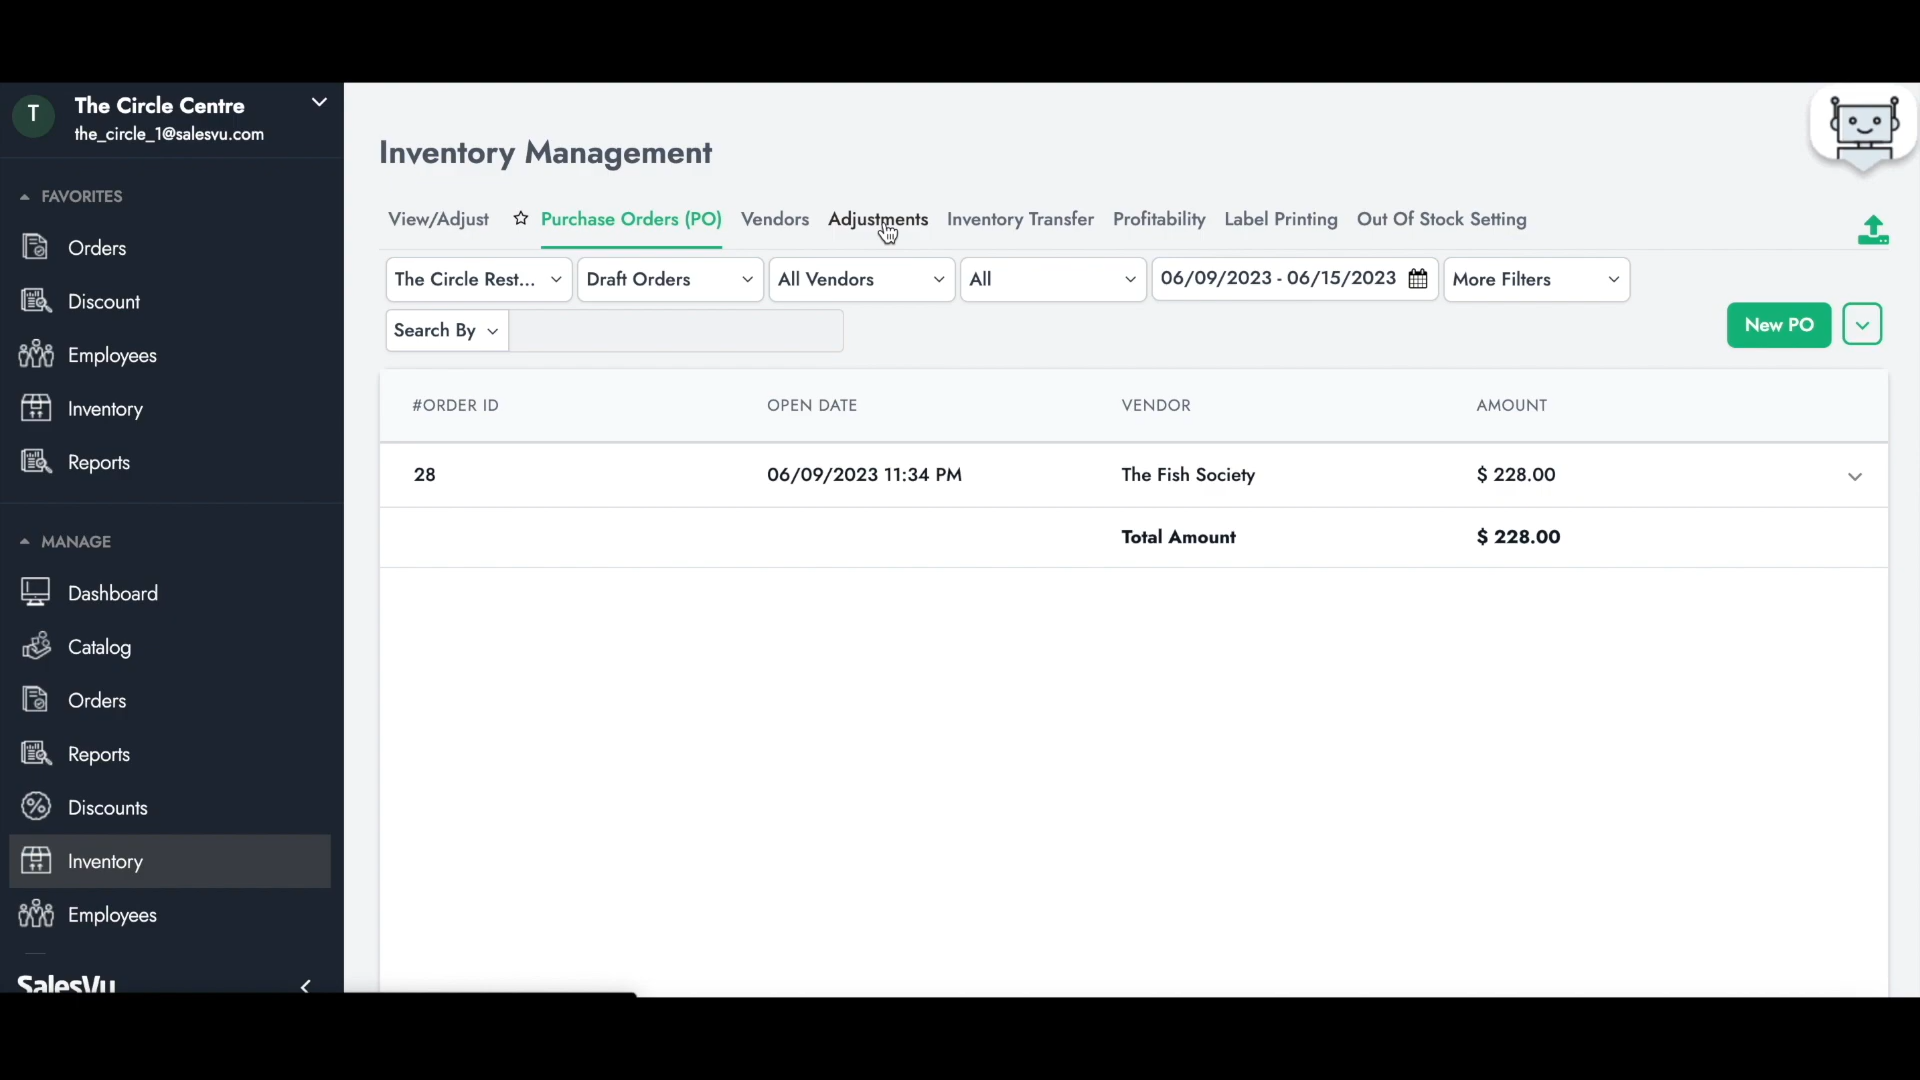 T
The Circle Centre
the_circle_1@salesvu.com
FAVORITES
Orders
Discount
Employees
Inventory
Reports
MANAGE
Dashboard
Catalog
Orders
Reports
Discounts
Inventory
Employees
SalesVu
Inventory Management
View/Adjust Purchase Orders (PO) Vendors Adjustments Inventory Transfer Profitability Label Printing Out Of Stock Setting
The Circle Rest... Draft Orders All Vendors All 06/09/2023 - 06/15/2023 More Filters
Search By
New PO
#ORDER ID OPEN DATE VENDOR AMOUNT
28 06/09/2023 11:34 PM The Fish Society $ 228.00
Total Amount $ 228.00